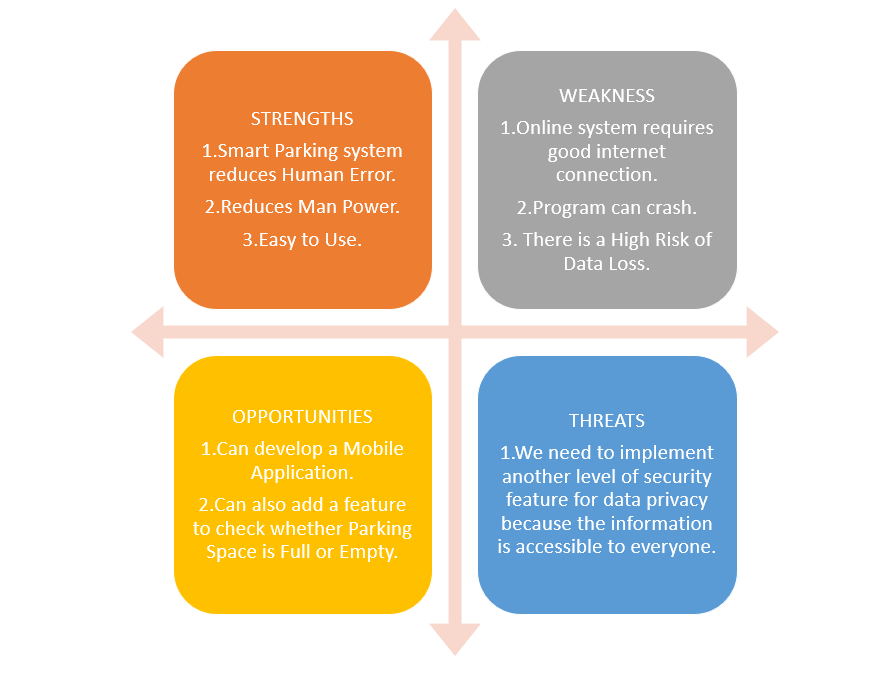 STRENGTHS
1.Smart Parking system
reduces Human Error.
2.Reduces Man Power.
3.Easy to Use.
WEAKNESS
1.Online system requires
good internet
connection.
2.Program can crash.
3. There is a High Risk of
Data Loss.
OPPORTUNITIES
1.Can develop a Mobile
Application.
2.Can also add a feature
to check whether Parking
Space is Full or Empty.
THREATS
1.We need to implement
another level of security
feature for data privacy
because the information
is accessible to everyone.